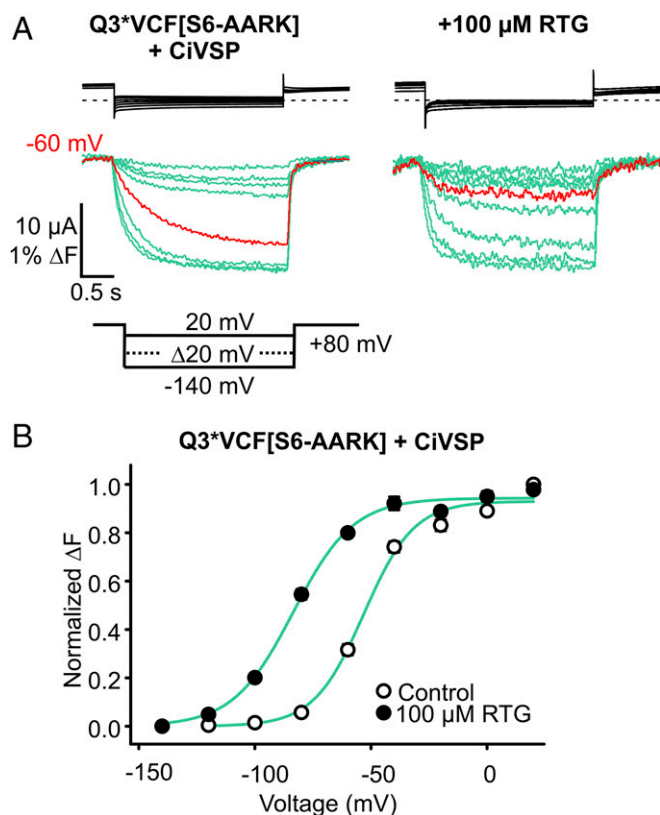 A
Q3*VCF[S6-AARK]
+ CiVSP
+100 µM RTG
-60 mV
10 µA
1% ΔF
0.5 s
20 mV
Δ20 mV
-140 mV
+80 mV
B
Q3*VCF[S6-AARK] + CiVSP
Normalized ΔF
1.0
0.8
0.6
0.4
0.2
0.0
Control
100 µM RTG
-150
-100
-50
0
Voltage (mV)